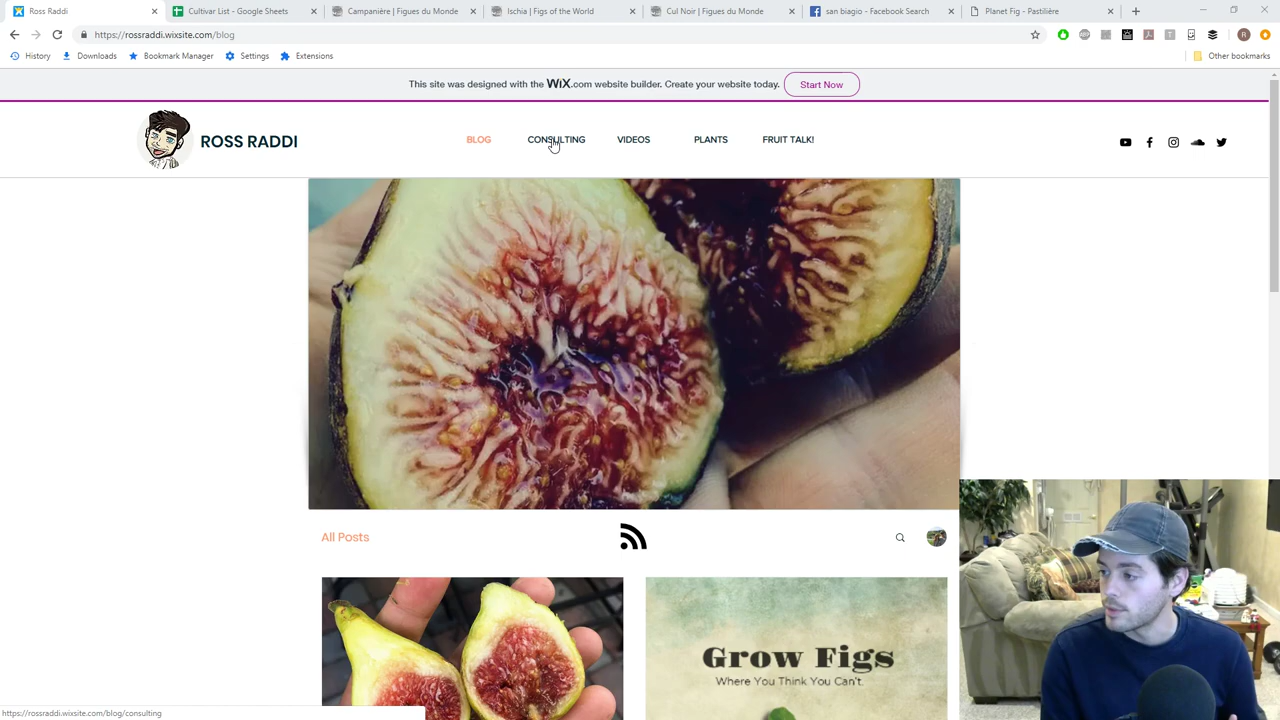 Ross Raddi
Cultivar List - Google Sheets
Campanière | Figues du Monde
Ischia | Figs of the World
Cul Noir | Figues du Monde
san biagio - Facebook Search
Planet Fig - Pastilière
https://rossraddi.wixsite.com/blog
History
Downloads
Bookmark Manager
Settings
Extensions
Other bookmarks
This site was designed with the WiX.com website builder. Create your website today.
Start Now
ROSS RADDI
BLOG
CONSULTING
VIDEOS
PLANTS
FRUIT TALK!
All Posts
Grow Figs
Where You Think You Can't.
https://rossraddi.wixsite.com/blog/consulting